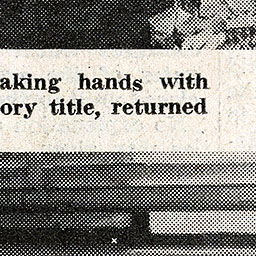 aking hands with
ory title, returned